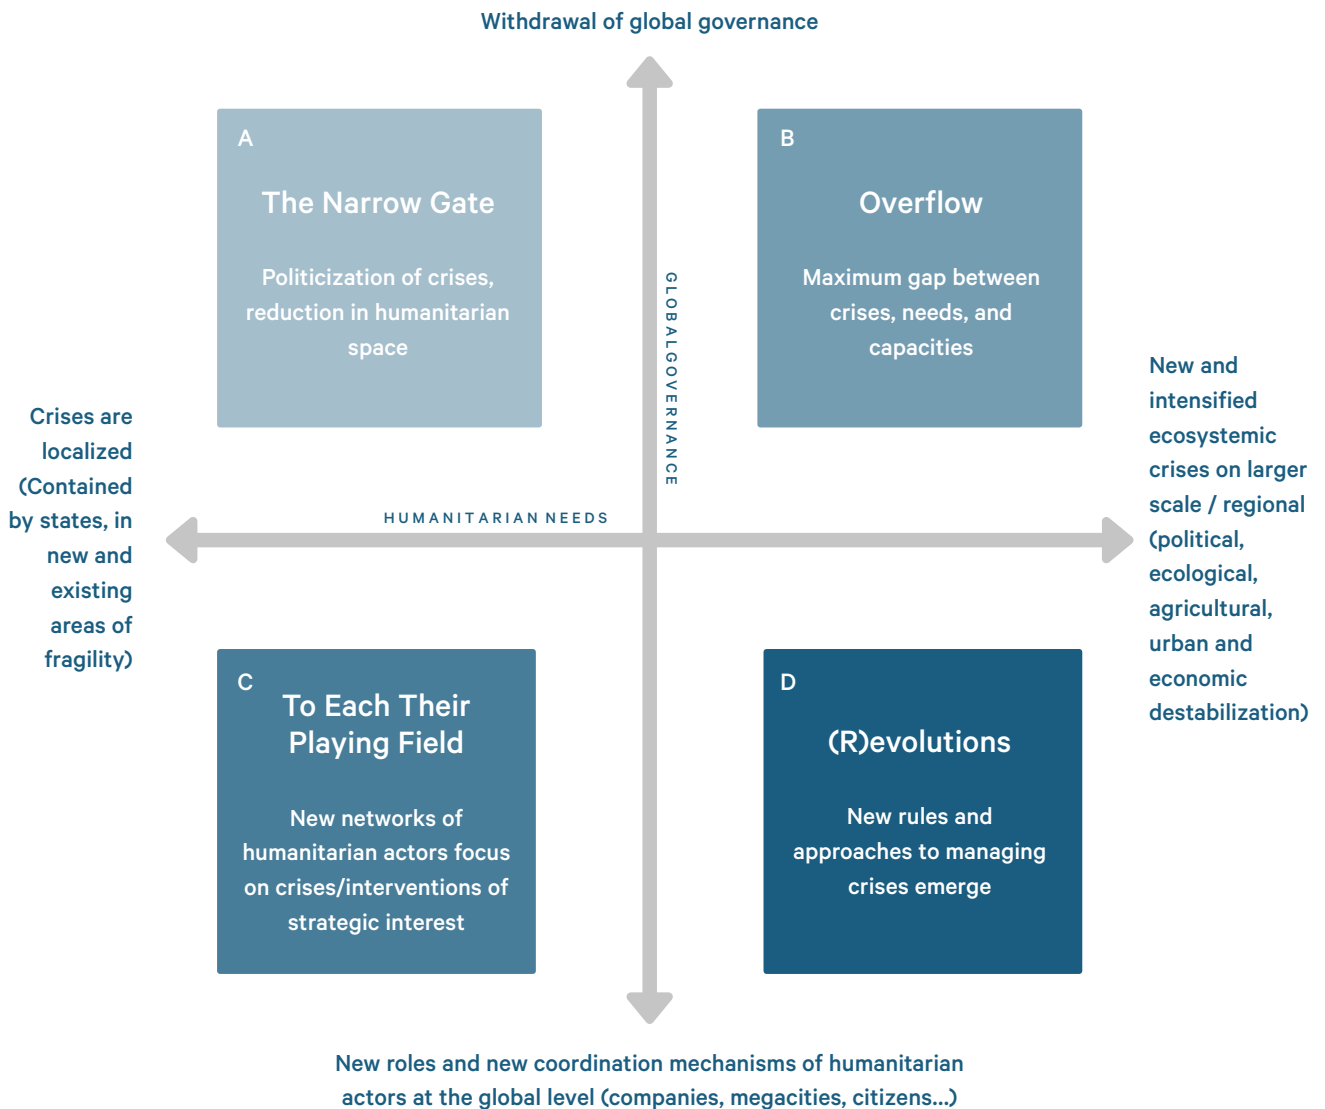 Withdrawal of global governance
A
The Narrow Gate
Politicization of crises,
reduction in humanitarian
space
B
Overflow
Maximum gap between
crises, needs, and
capacities
GLOBALGOVERNANCE
HUMANITARIAN NEEDS
Crises are
localized
(Contained
by states, in
new and
existing
areas of
fragility)
New and
intensified
ecosystemic
crises on larger
scale / regional
(political,
ecological,
agricultural,
urban and
economic
destabilization)
C
To Each Their
Playing Field
New networks of
humanitarian actors focus
on crises/interventions of
strategic interest
D
(R)evolutions
New rules and
approaches to managing
crises emerge
New roles and new coordination mechanisms of humanitarian
actors at the global level (companies, megacities, citizens...)